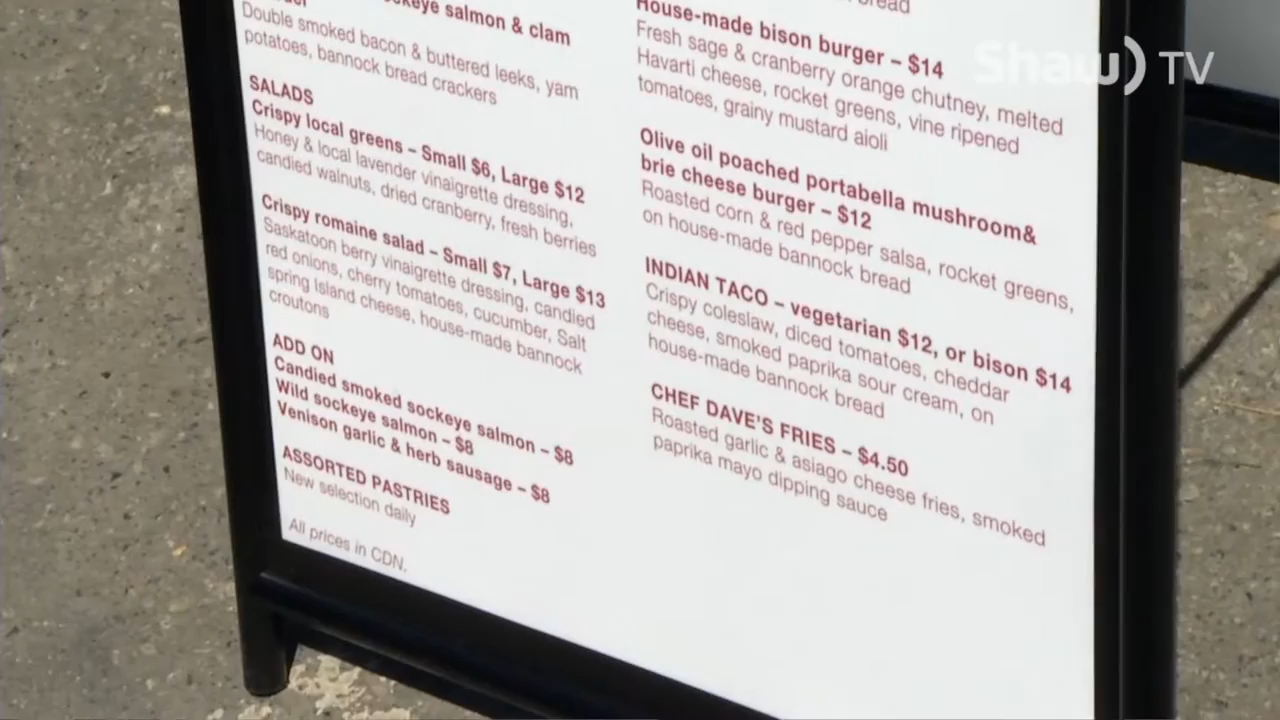 salmon & clam
Double smoked bacon & buttered leeks, yam
potatoes, bannock bread crackers
SALADS
Crispy local greens – Small $6, Large $12
Honey & local lavender vinaigrette dressing,
candied walnuts, dried cranberry, fresh berries
Crispy romaine salad – Small $7, Large $13
Saskatoon berry vinaigrette dressing, candied
red onions, cherry tomatoes, cucumber, Salt
spring Island cheese, house-made bannock
croutons
ADD ON
Candied smoked sockeye salmon – $8
Wild sockeye salmon – $8
Venison garlic & herb sausage – $8
ASSORTED PASTRIES
New selection daily
All prices in CDN.
bread
House-made bison burger – $14
Fresh sage & cranberry orange chutney, melted
Havarti cheese, rocket greens, vine ripened
tomatoes, grainy mustard aioli
Olive oil poached portabella mushroom&
brie cheese burger – $12
Roasted corn & red pepper salsa, rocket greens,
on house-made bannock bread
INDIAN TACO – vegetarian $12, or bison $14
Crispy coleslaw, diced tomatoes, cheddar
cheese, smoked paprika sour cream, on
house-made bannock bread
CHEF DAVE'S FRIES – $4.50
Roasted garlic & asiago cheese fries, smoked
paprika mayo dipping sauce
Shaw) TV